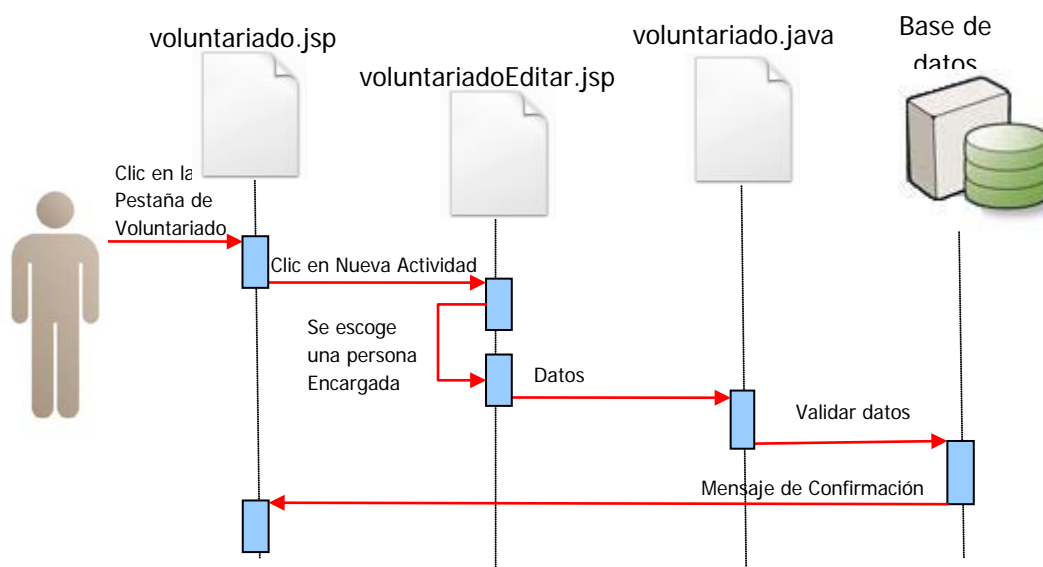 voluntariado.jsp
voluntariadoEditar.jsp
voluntariado.java
Base de
datos
Clic en la
Pestaña de
Voluntariado
Clic en Nueva Actividad
Se escoge
una persona
Encargada
Datos
Validar datos
Mensaje de Confirmación